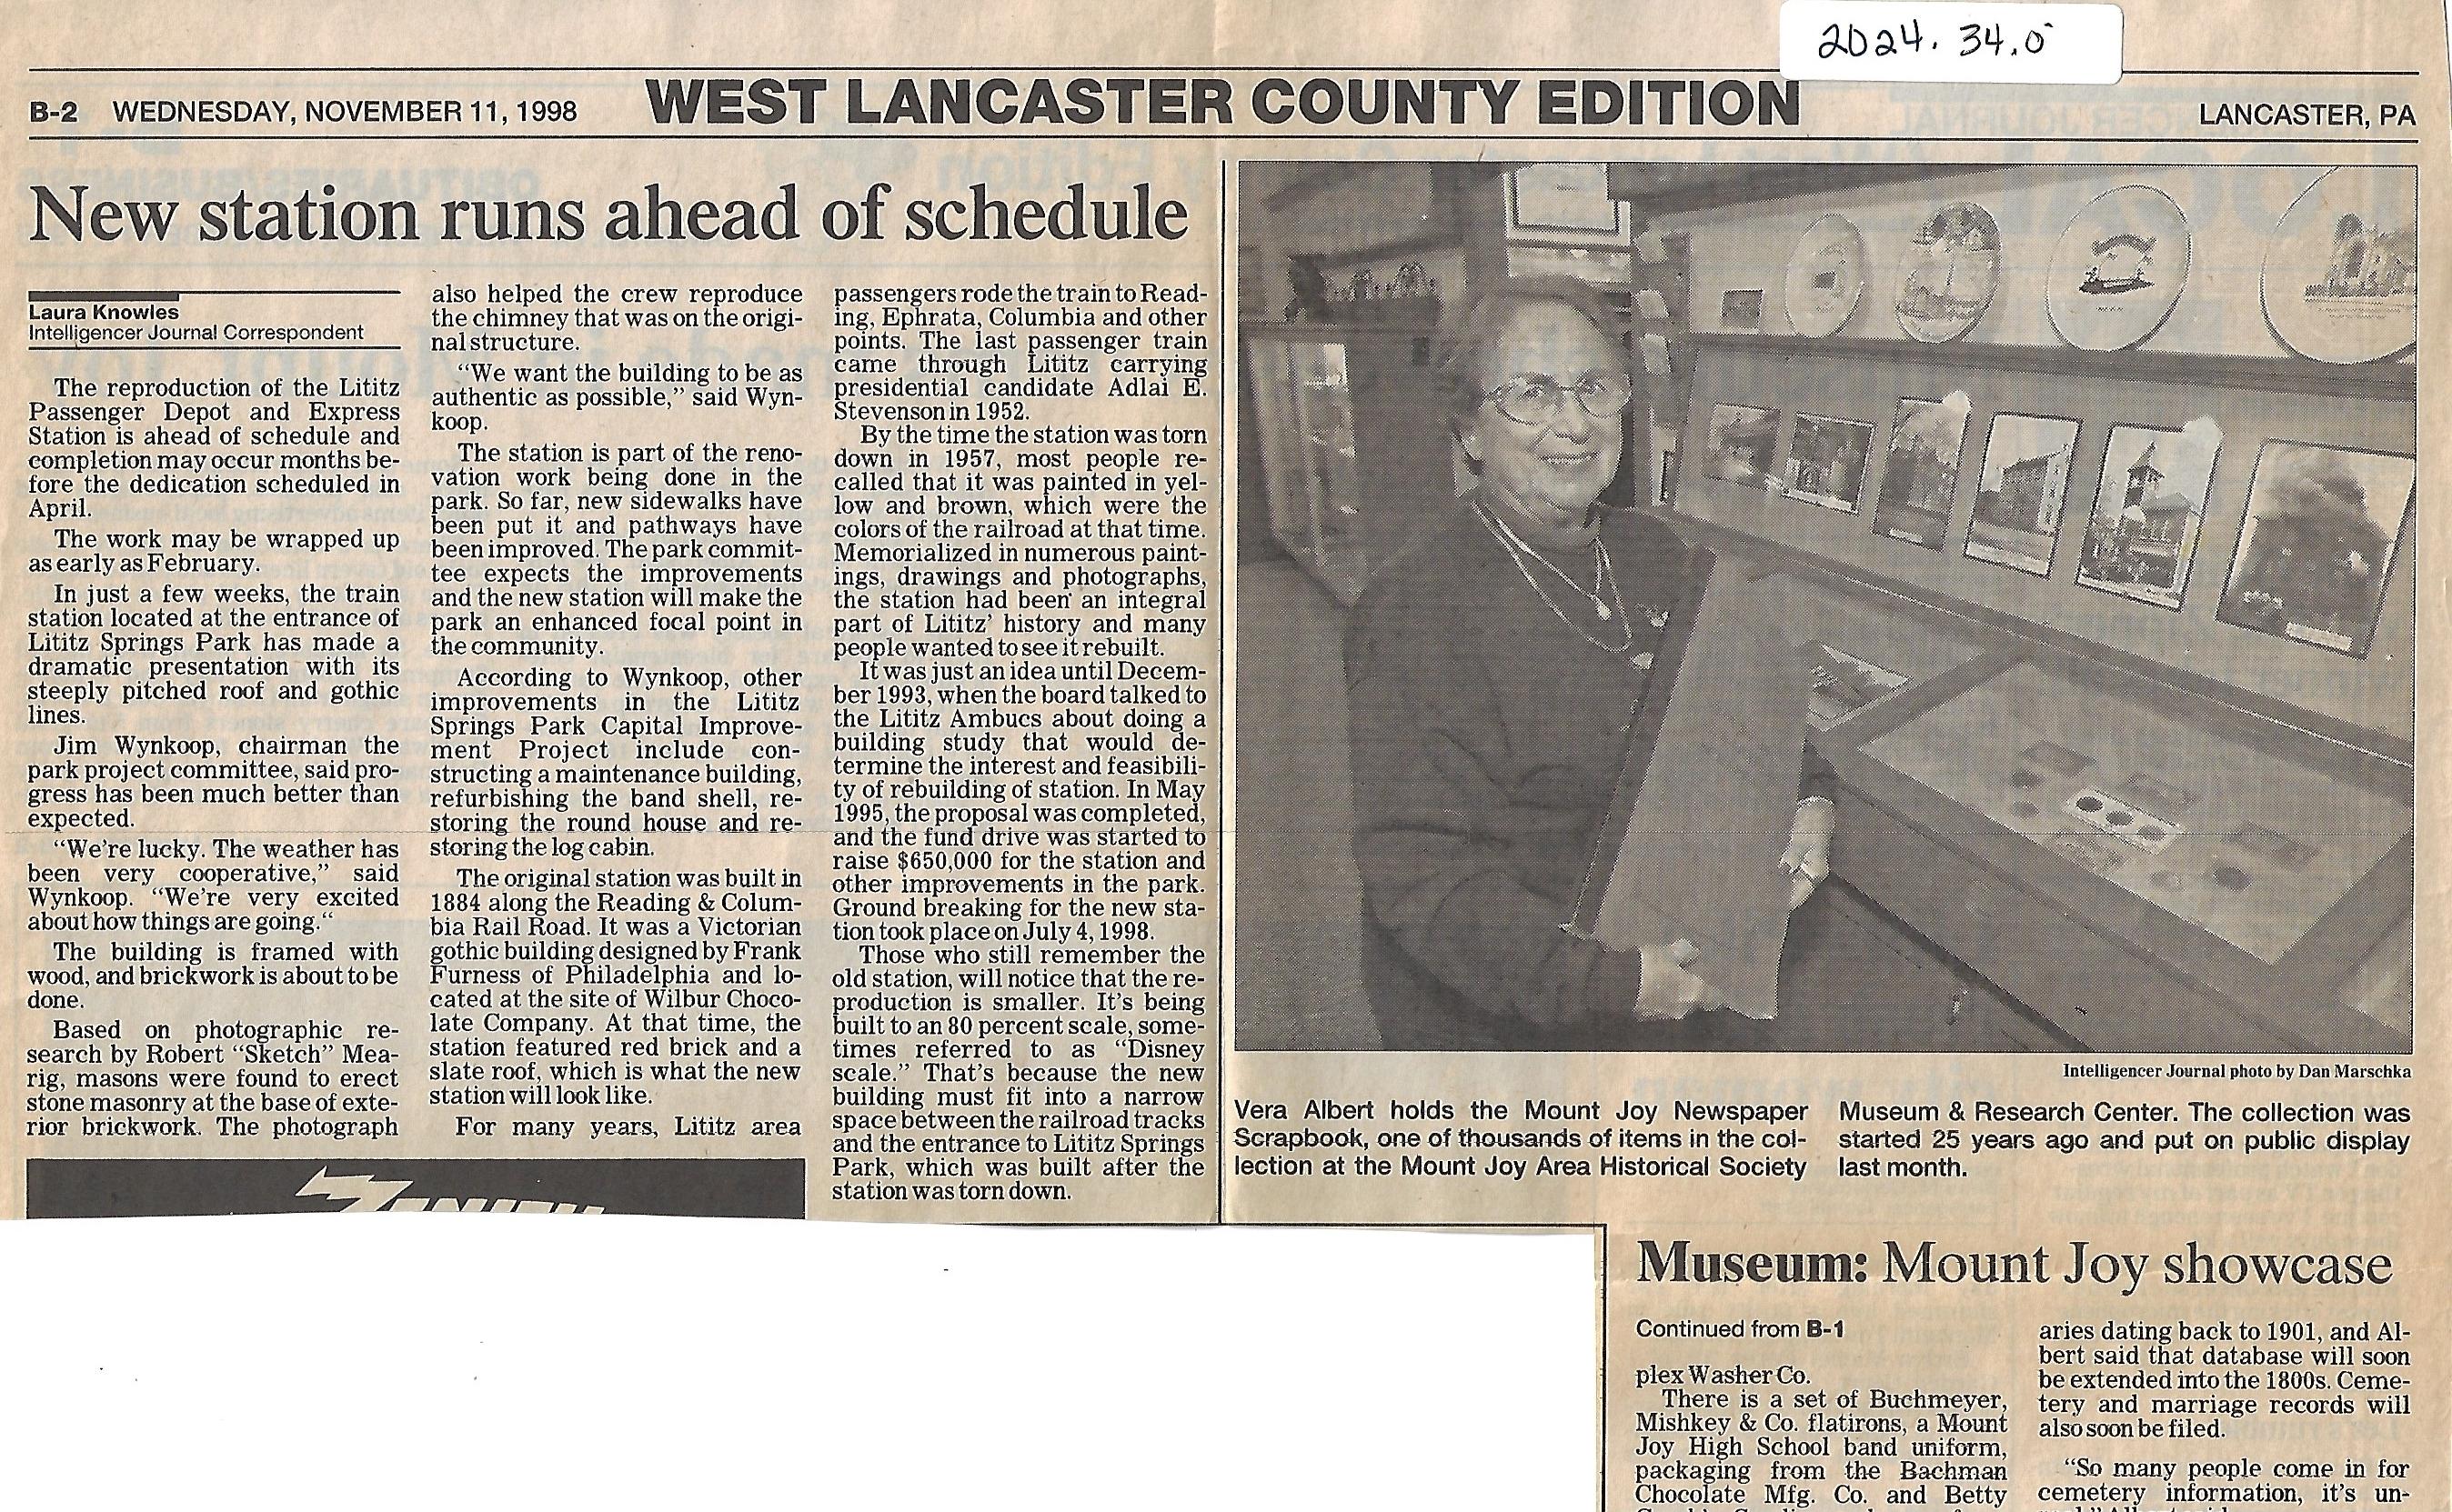 2024. 34.0
B-2 WEDNESDAY, NOVEMBER 11, 1998 WEST LANCASTER COUNTY EDITION LANCASTER, PA
New station runs ahead of schedule
Laura Knowles
Intelligencer Journal Correspondent
The reproduction of the Lititz
Passenger Depot and Express
Station is ahead of schedule and
completion may occur months be-
fore the dedication scheduled in
April.
The work may be wrapped up
as early as February.
In just a few weeks, the train
station located at the entrance of
Lititz Springs Park has made a
dramatic presentation with its
steeply pitched roof and gothic
lines.
Jim Wynkoop, chairman the
park project committee, said pro-
gress has been much better than
expected.
“We're lucky. The weather has
been very cooperative,” said
Wynkoop. “We're very excited
about how things are going.“
The building is framed with
wood, and brickwork is about to be
done.
Based on photographic re-
search by Robert “Sketch” Mea-
rig, masons were found to erect
stone masonry at the base of exte-
rior brickwork. The photograph
also helped the crew reproduce
the chimney that was on the origi-
nal structure.
“We want the building to be as
authentic as possible,” said Wyn-
koop.
The station is part of the reno-
vation work being done in the
park. So far, new sidewalks have
been put it and pathways have
been improved. The park commit-
tee expects the improvements
and the new station will make the
park an enhanced focal point in
the community.
According to Wynkoop, other
improvements in the Lititz
Springs Park Capital Improve-
ment Project include con-
structing a maintenance building,
refurbishing the band shell, re-
storing the round house and re-
storing the log cabin.
The original station was built in
1884 along the Reading & Colum-
bia Rail Road. It was a Victorian
gothic building designed by Frank
Furness of Philadelphia and lo-
cated at the site of Wilbur Choco-
late Company. At that time, the
station featured red brick and a
slate roof, which is what the new
station will look like.
For many years, Lititz area
passengers rode the train to Read-
ing, Ephrata, Columbia and other
points. The last passenger train
came through Lititz carrying
presidential candidate Adlai E.
Stevenson in 1952.
By the time the station was torn
down in 1957, most people re-
called that it was painted in yel-
low and brown, which were the
colors of the railroad at that time.
Memorialized in numerous paint-
ings, drawings and photographs,
the station had been an integral
part of Lititz’ history and many
people wanted to see it rebuilt.
It was just an idea until Decem-
ber 1993, when the board talked to
the Lititz Ambucs about doing a
building study that would de-
termine the interest and feasibili-
ty of rebuilding of station. In May
1995, the proposal was completed,
and the fund drive was started to
raise $650,000 for the station and
other improvements in the park.
Ground breaking for the new sta-
tion took place on July 4, 1998.
Those who still remember the
old station, will notice that the re-
production is smaller. It's being
built to an 80 percent scale, some-
times referred to as “Disney
scale.” That's because the new
building must fit into a narrow
space between the railroad tracks
and the entrance to Lititz Springs
Park, which was built after the
station was torn down.
Intelligencer Journal photo by Dan Marschka
Vera Albert holds the Mount Joy Newspaper
Scrapbook, one of thousands of items in the col-
lection at the Mount Joy Area Historical Society
Museum & Research Center. The collection was
started 25 years ago and put on public display
last month.
Museum: Mount Joy showcase
Continued from B-1
plex Washer Co.
There is a set of Buchmeyer,
Mishkey & Co. flatirons, a Mount
Joy High School band uniform,
packaging from the Bachman
Chocolate Mfg. Co. and Betty
aries dating back to 1901, and Al-
bert said that database will soon
be extended into the 1800s. Ceme-
tery and marriage records will
also soon be filed.
“So many people come in for
cemetery information, it's un-